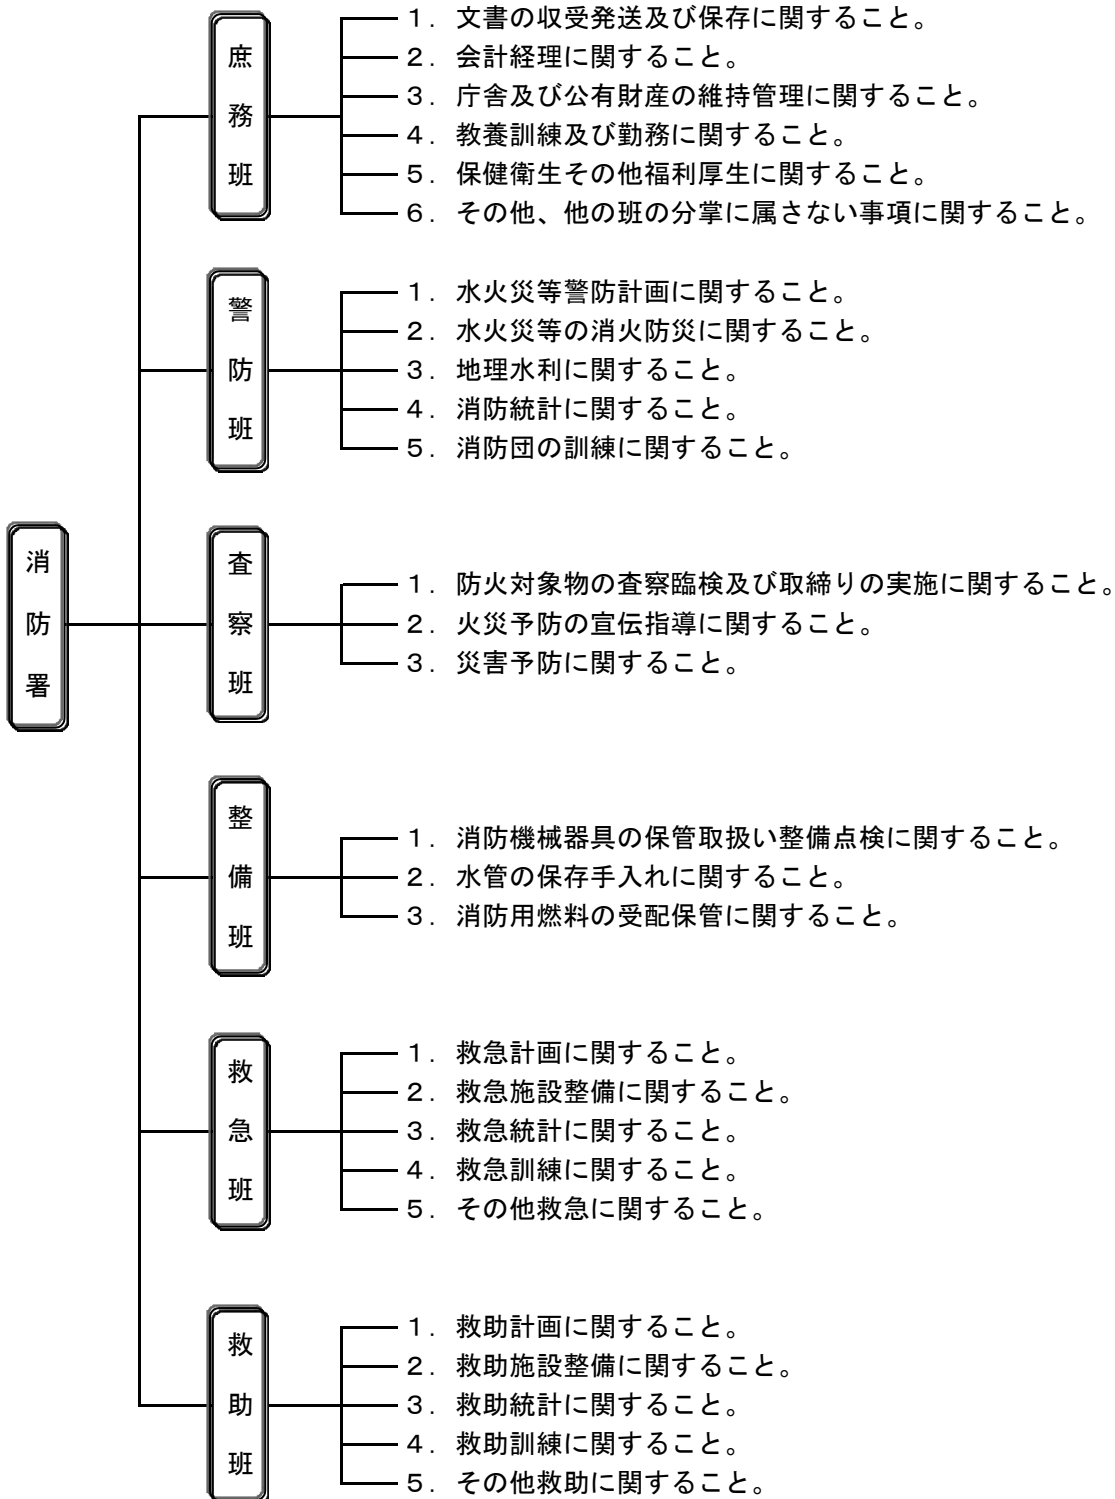 消防署
庶務班
１．文書の収受発送及び保存に関すること。
２．会計経理に関すること。
３．庁舎及び公有財産の維持管理に関すること。
４．教養訓練及び勤務に関すること。
５．保健衛生その他福利厚生に関すること。
６．その他、他の班の分掌に属さない事項に関すること。
警防班
１．水火災等警防計画に関すること。
２．水火災等の消火防災に関すること。
３．地理水利に関すること。
４．消防統計に関すること。
５．消防団の訓練に関すること。
査察班
１．防火対象物の査察臨検及び取締りの実施に関すること。
２．火災予防の宣伝指導に関すること。
３．災害予防に関すること。
整備班
１．消防機械器具の保管取扱い整備点検に関すること。
２．水管の保存手入れに関すること。
３．消防用燃料の受配保管に関すること。
救急班
１．救急計画に関すること。
２．救急施設整備に関すること。
３．救急統計に関すること。
４．救急訓練に関すること。
５．その他救急に関すること。
救助班
１．救助計画に関すること。
２．救助施設整備に関すること。
３．救助統計に関すること。
４．救助訓練に関すること。
５．その他救助に関すること。